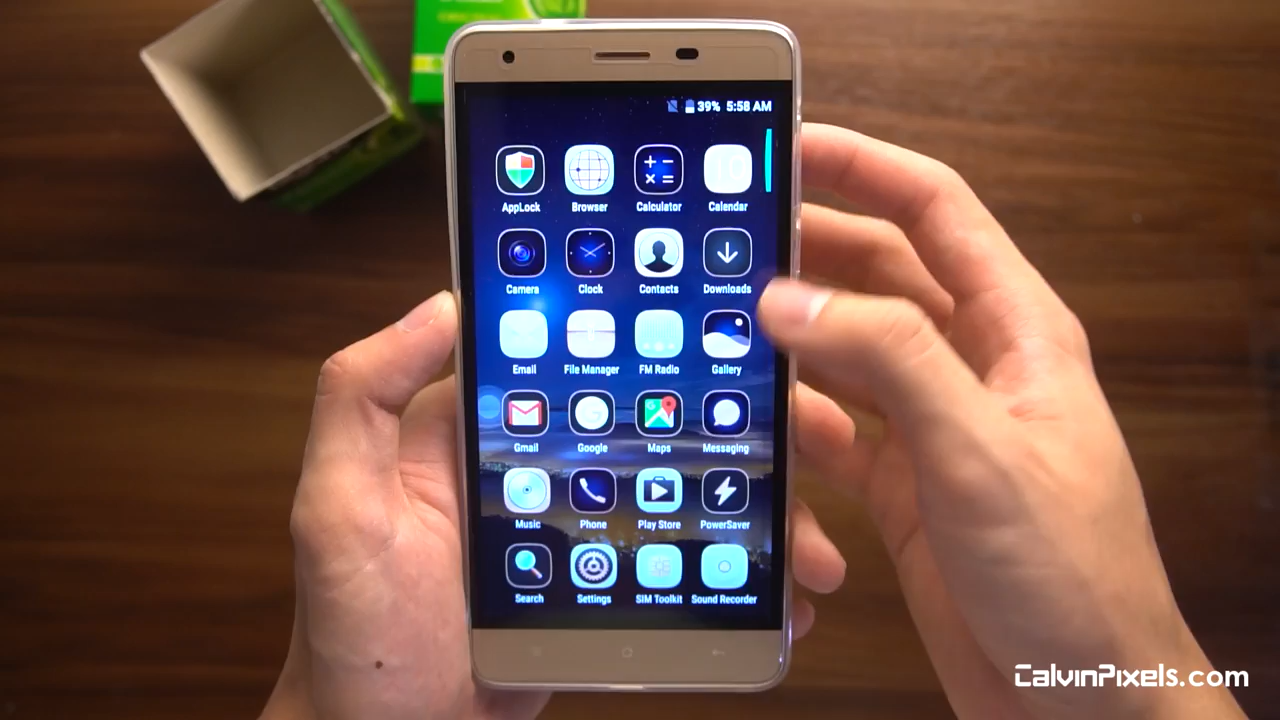 39% 5:58 AM
AppLock Browser Calculator Calendar
Camera Clock Contacts Downloads
Email File Manager FM Radio Gallery
Gmail Google Maps Messaging
Music Phone Play Store PowerSaver
Search Settings SIM Toolkit Sound Recorder
CalvinPixels.com